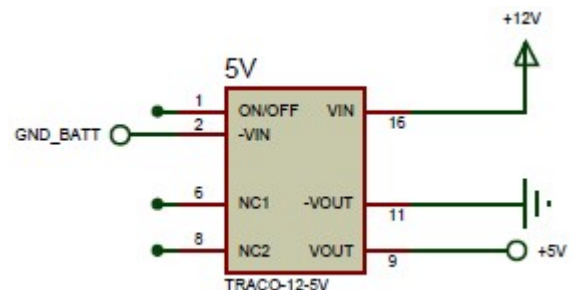 +12V
5V
1 ON/OFF VIN 16
GND_BATT 2 -VIN
6 NC1 -VOUT 11
8 NC2 VOUT 9 +5V
TRACO-12-5V